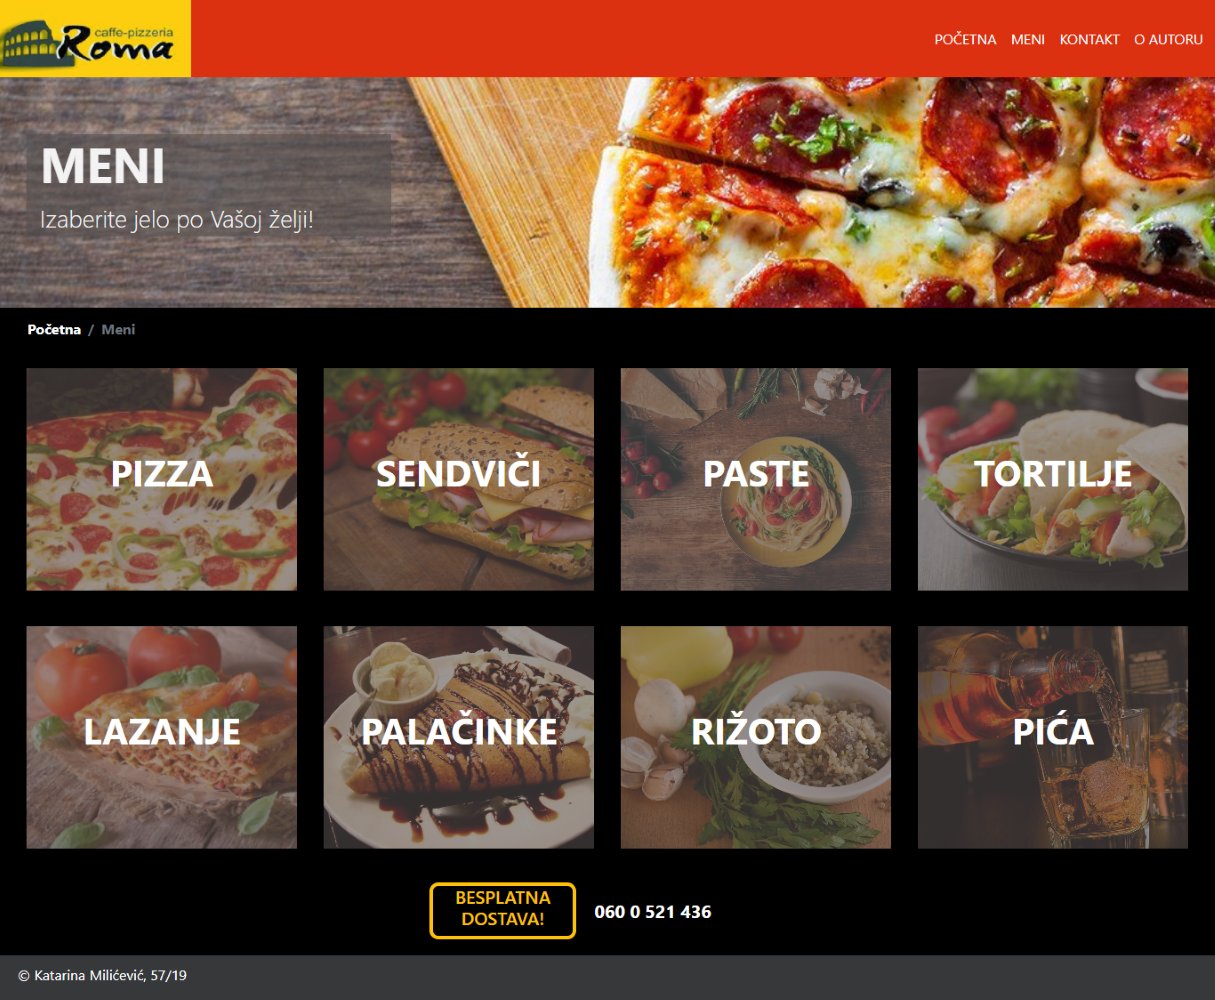 caffe-pizzeria
Roma
POČETNA MENI KONTAKT O AUTORU
MENI
Izaberite jelo po Vašoj želji!
Početna / Meni
PIZZA
SENDVIČI
PASTE
TORTILJE
LAZANJE
PALAČINKE
RIŽOTO
PIĆA
BESPLATNA
DOSTAVA!
060 0 521 436
© Katarina Milićević, 57/19